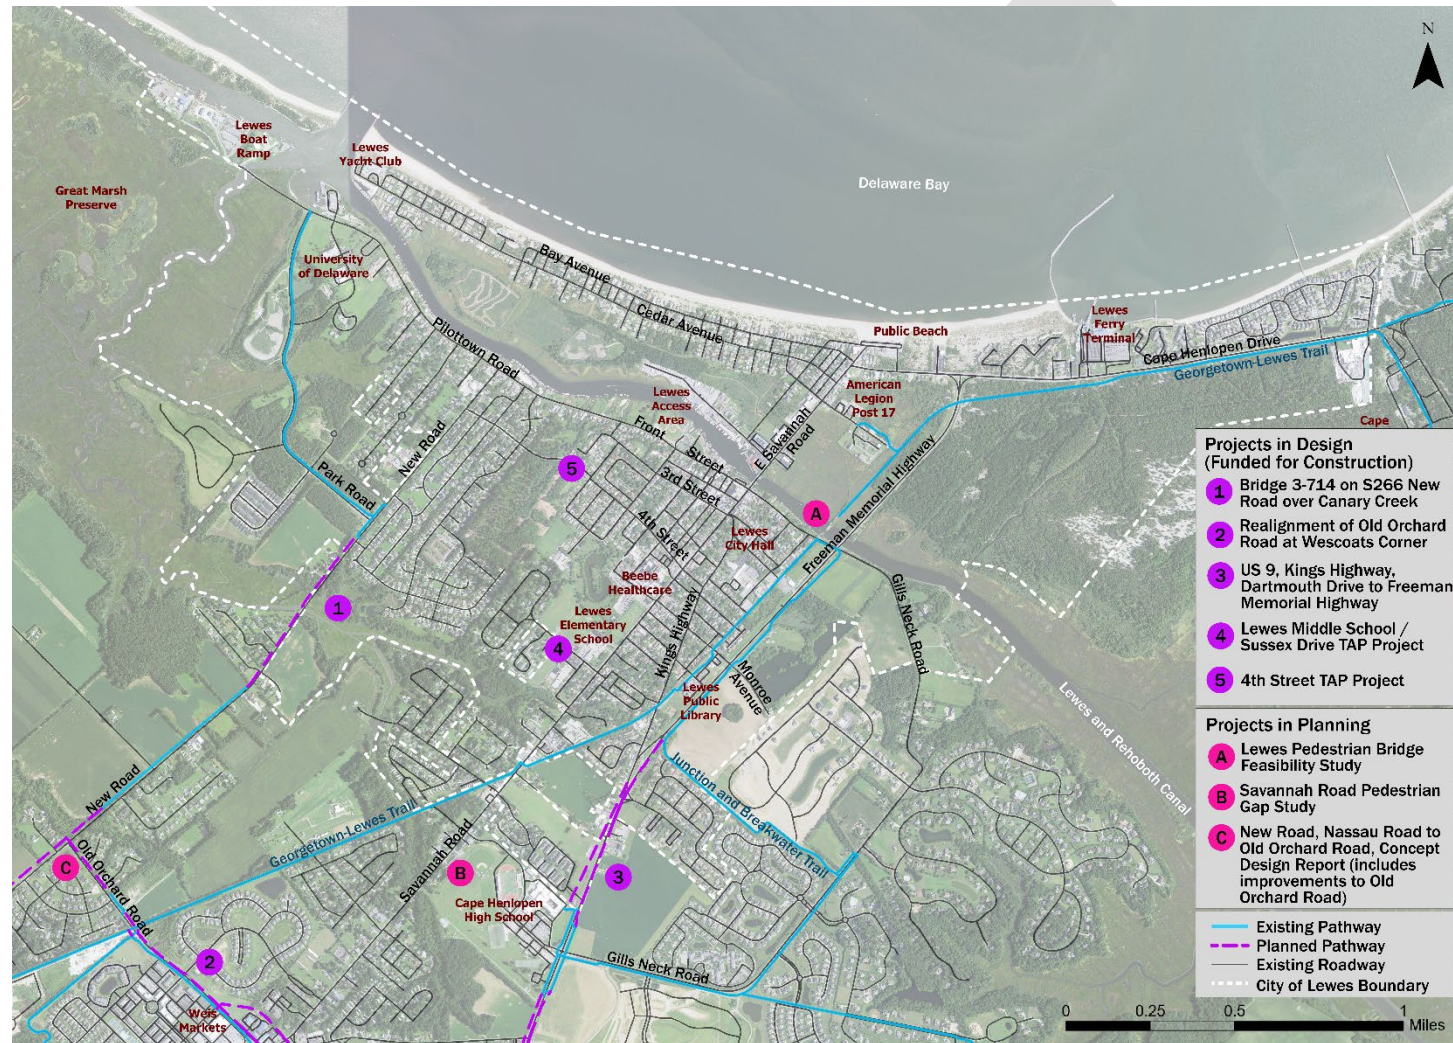 N
Lewes
Boat
Ramp
Lewes
Yacht Club
Great Marsh
Preserve
Delaware Bay
University
of Delaware
Bay Avenue
Cedar Avenue
Pilottown Road
Public Beach
Lewes
Ferry
Terminal
Cape Henlopen Drive
Georgetown-Lewes Trail
American
Legion
Post 17
Lewes
Access
Area
Cape
Front
Street
E Savannah
Road
New Road
3rd Street
5
Park Road
4th Street
A
Lewes
City Hall
Freeman Memorial Highway
Beebe
Healthcare
Gills Neck Road
1
Lewes
Elementary
School
4
Kings Highway
Monroe
Avenue
Lewes
Public
Library
Lewes and Rehoboth Canal
New Road
Georgetown-Lewes Trail
Junction and Breakwater Trail
Savannah Road
C
Old Orchard Road
B
3
Cape Henlopen
High School
2
Gills Neck Road
Weis
Markets
Projects in Design
(Funded for Construction)
1 Bridge 3-714 on S266 New
Road over Canary Creek
2 Realignment of Old Orchard
Road at Wescoats Corner
3 US 9, Kings Highway,
Dartmouth Drive to Freeman
Memorial Highway
4 Lewes Middle School /
Sussex Drive TAP Project
5 4th Street TAP Project
Projects in Planning
A Lewes Pedestrian Bridge
Feasibility Study
B Savannah Road Pedestrian
Gap Study
C New Road, Nassau Road to
Old Orchard Road, Concept
Design Report (includes
improvements to Old
Orchard Road)
Existing Pathway
Planned Pathway
Existing Roadway
City of Lewes Boundary
0 0.25 0.5 1
Miles